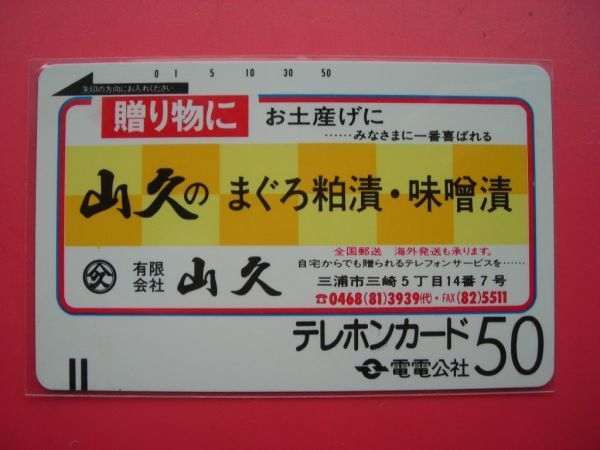 0 1 5 10 30 50
矢印の方向にお入れください
贈り物に お土産げに
……みなさまに一番喜ばれる
山久の まぐろ粕漬・味噌漬
全国郵送 海外発送も承ります。
自宅からでも贈られるテレフォンサービスを……
有限会社 山久
三浦市三崎5丁目14番7号
☎0468(81)3939㈹・FAX(82)5511
テレホンカード50
電電公社